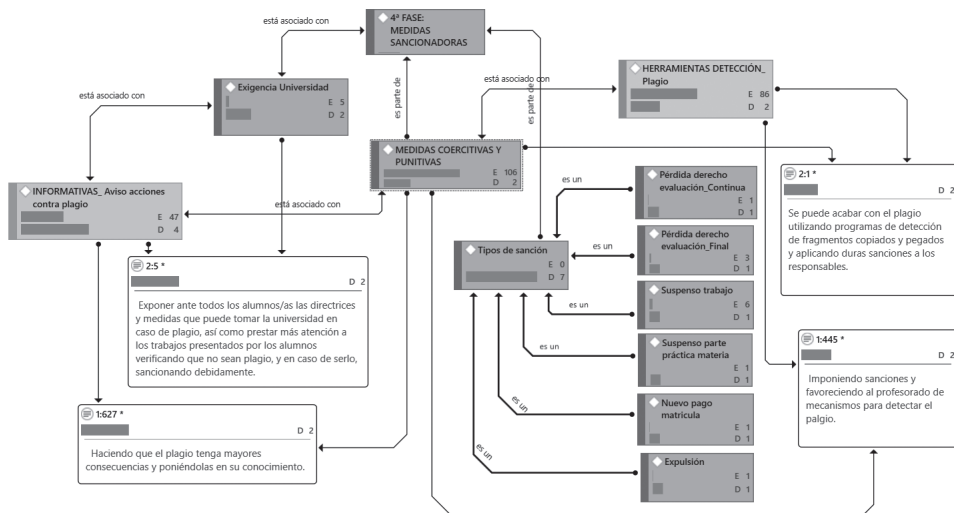 está asociado con
4ª FASE:
MEDIDAS
SANCIONADORAS
está asociado con
Exigencia Universidad
E 5
D 2
es parte de
está asociado con
es parte de
HERRAMIENTAS DETECCIÓN_
Plagio
E 86
D 2
MEDIDAS COERCITIVAS Y
PUNITIVAS
E 106
D 2
INFORMATIVAS_ Aviso acciones
contra plagio
E 47
D 4
está asociado con
es un
Pérdida derecho
evaluación_Continua
E 1
D 1
2:1 *
D 2
Se puede acabar con el plagio
utilizando programas de detección
de fragmentos copiados y pegados
y aplicando duras sanciones a los
responsables.
Tipos de sanción
E 0
D 7
es un
Pérdida derecho
evaluación_Final
E 3
D 1
2:5 *
D 2
Exponer ante todos los alumnos/as las directrices
y medidas que puede tomar la universidad en
caso de plagio, así como prestar más atención a
los trabajos presentados por los alumnos
verificando que no sean plagio, y en caso de serlo,
sancionando debidamente.
es un
Suspenso trabajo
E 6
D 1
es un
Suspenso parte
práctica materia
E 1
D 1
1:445 *
D 2
Imponiendo sanciones y
favoreciendo al profesorado de
mecanismos para detectar el
palgio.
es un
Nuevo pago
matricula
E 1
D 1
1:627 *
D 2
Haciendo que el plagio tenga mayores
consecuencias y poniéndolas en su conocimiento.
es un
Expulsión
E 1
D 1